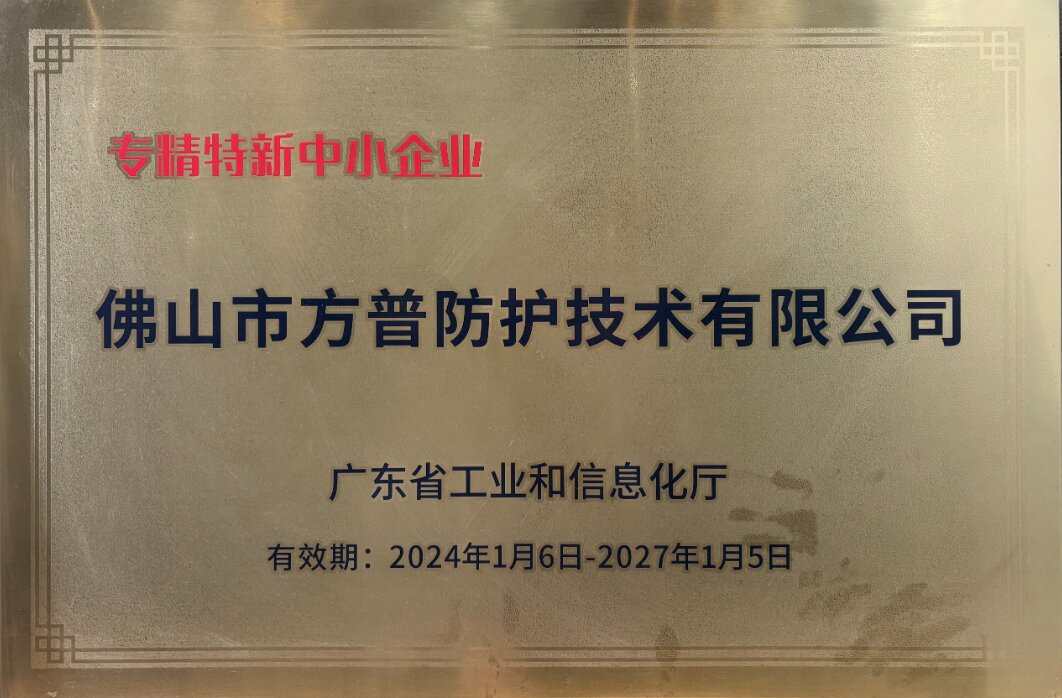 专精特新中小企业
佛山市方普防护技术有限公司
广东省工业和信息化厅
有效期：2024年1月6日-2027年1月5日